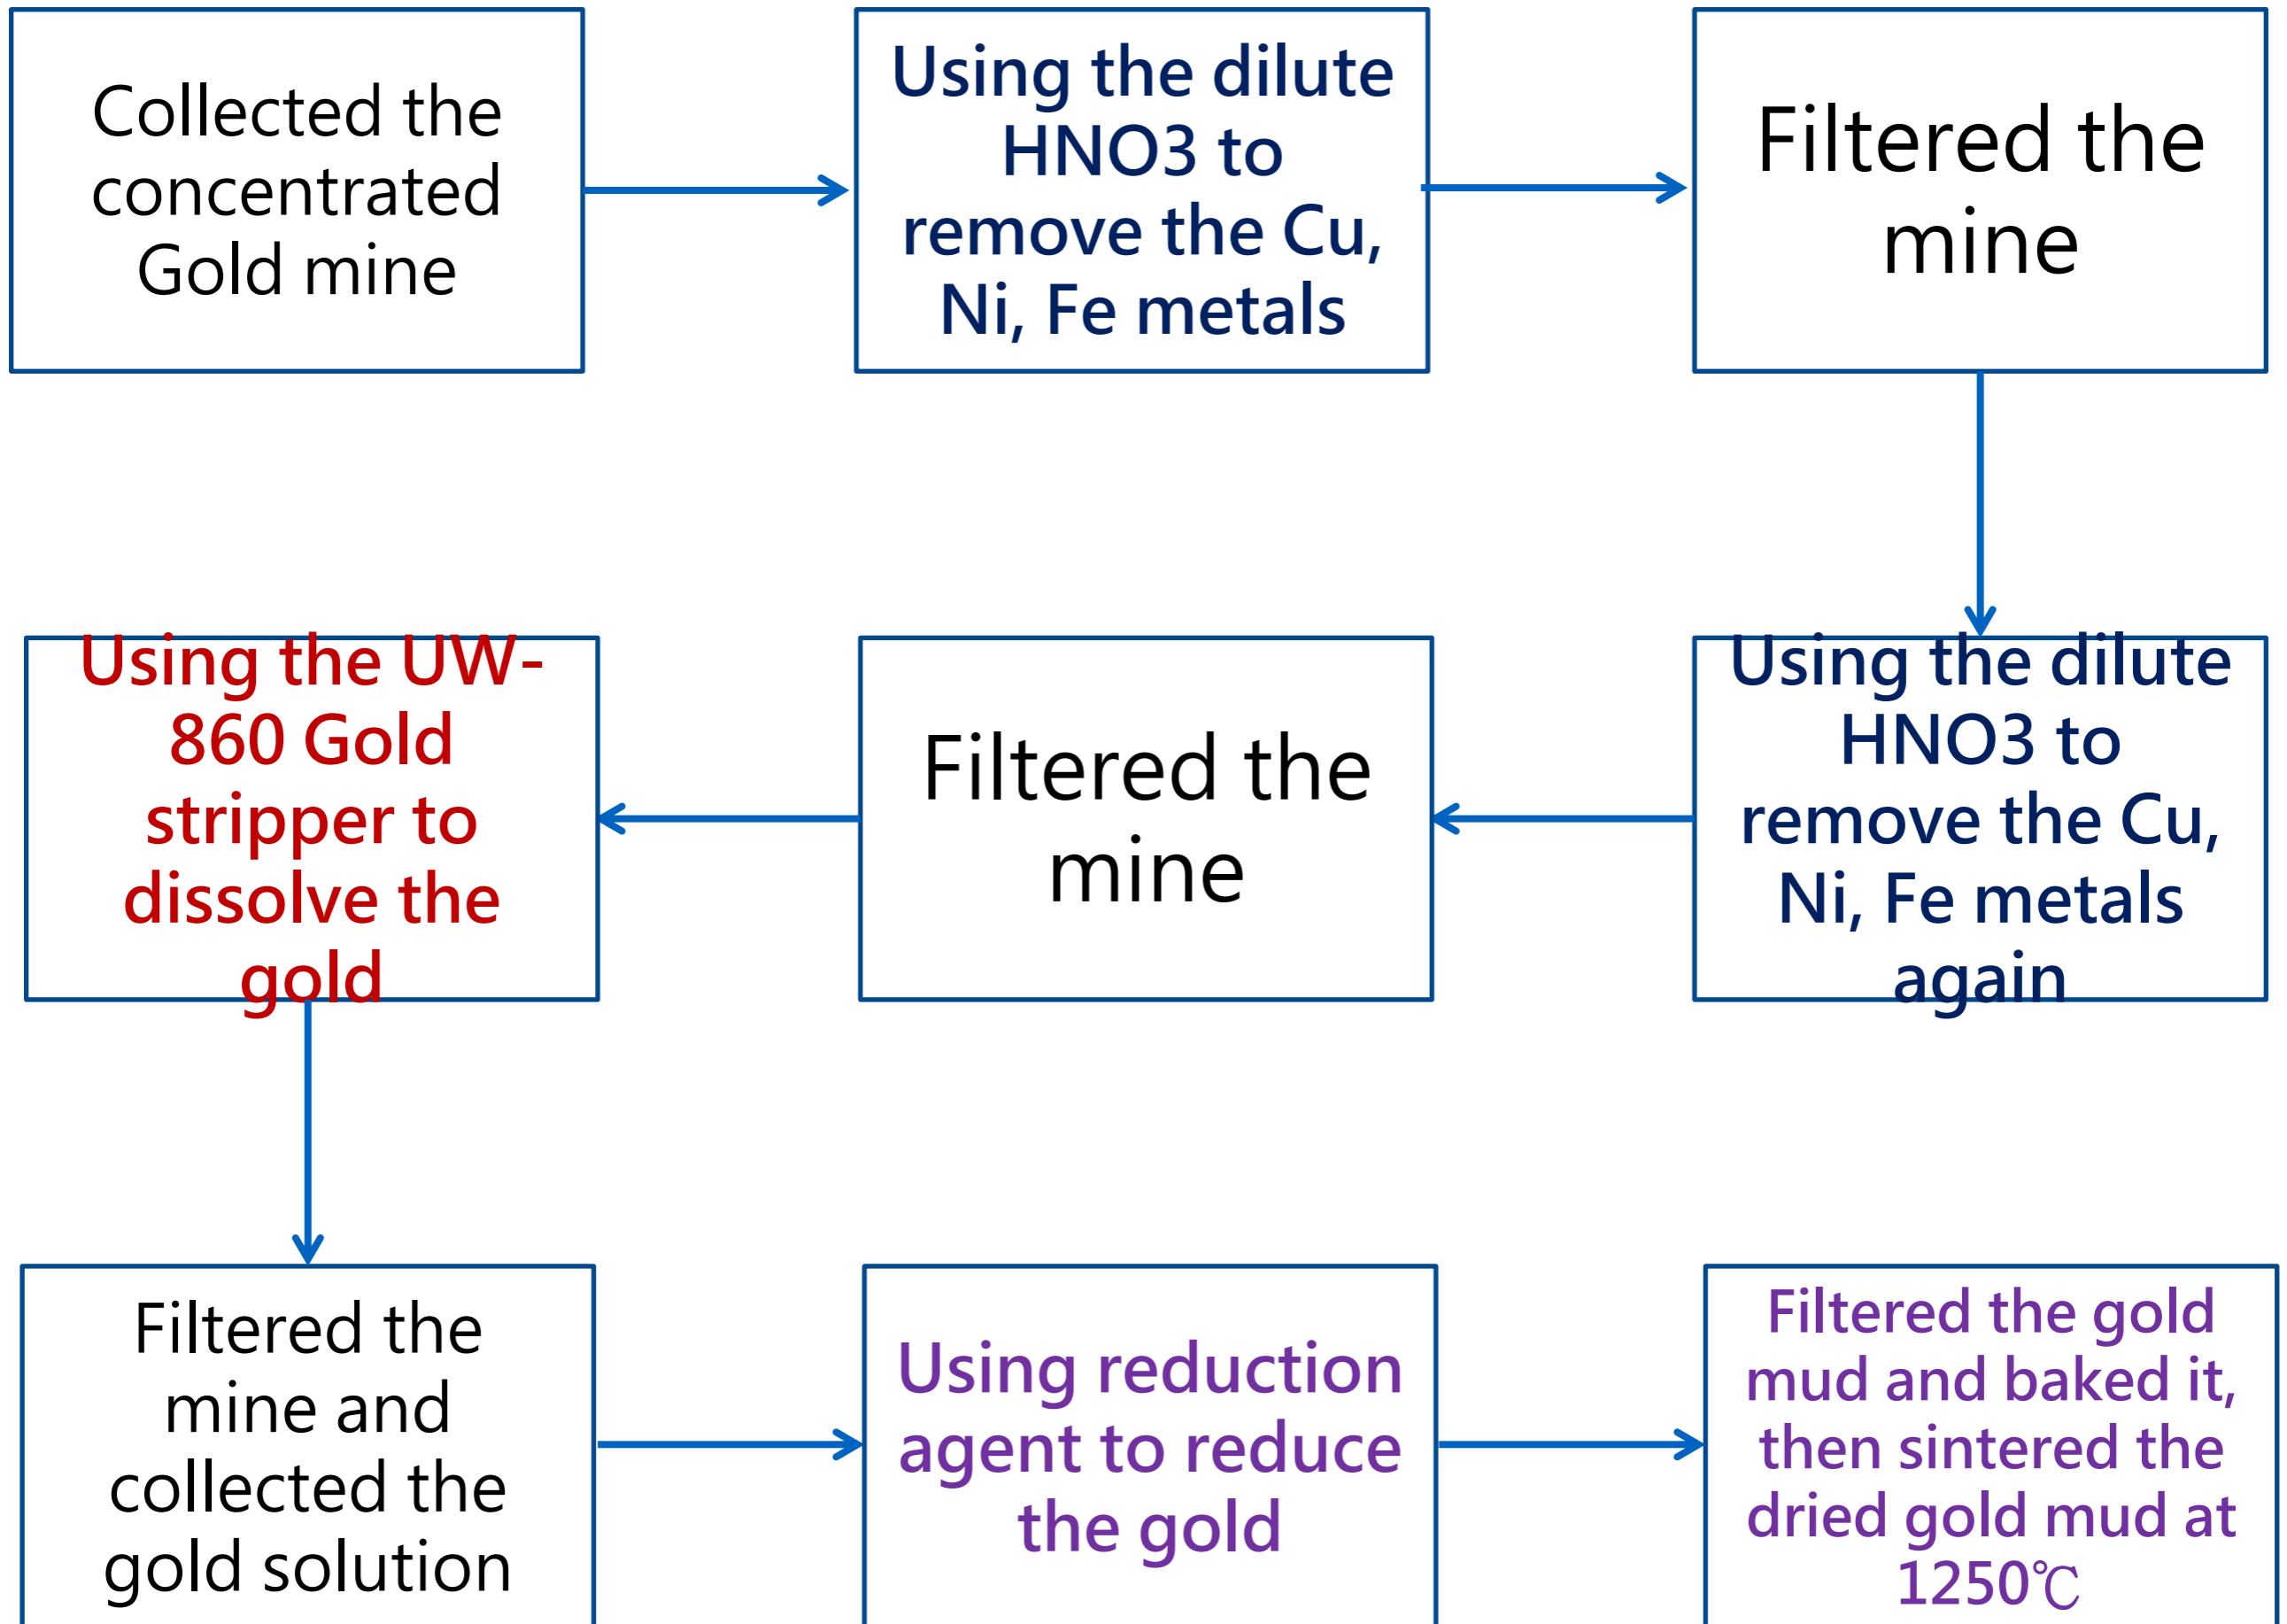 Collected the
concentrated
Gold mine
Using the dilute
HNO3 to
remove the Cu,
Ni, Fe metals
Filtered the
mine
Using the dilute
HNO3 to
remove the Cu,
Ni, Fe metals
again
Filtered the
mine
Using the UW-
860 Gold
stripper to
dissolve the
gold
Filtered the
mine and
collected the
gold solution
Using reduction
agent to reduce
the gold
Filtered the gold
mud and baked it,
then sintered the
dried gold mud at
1250℃